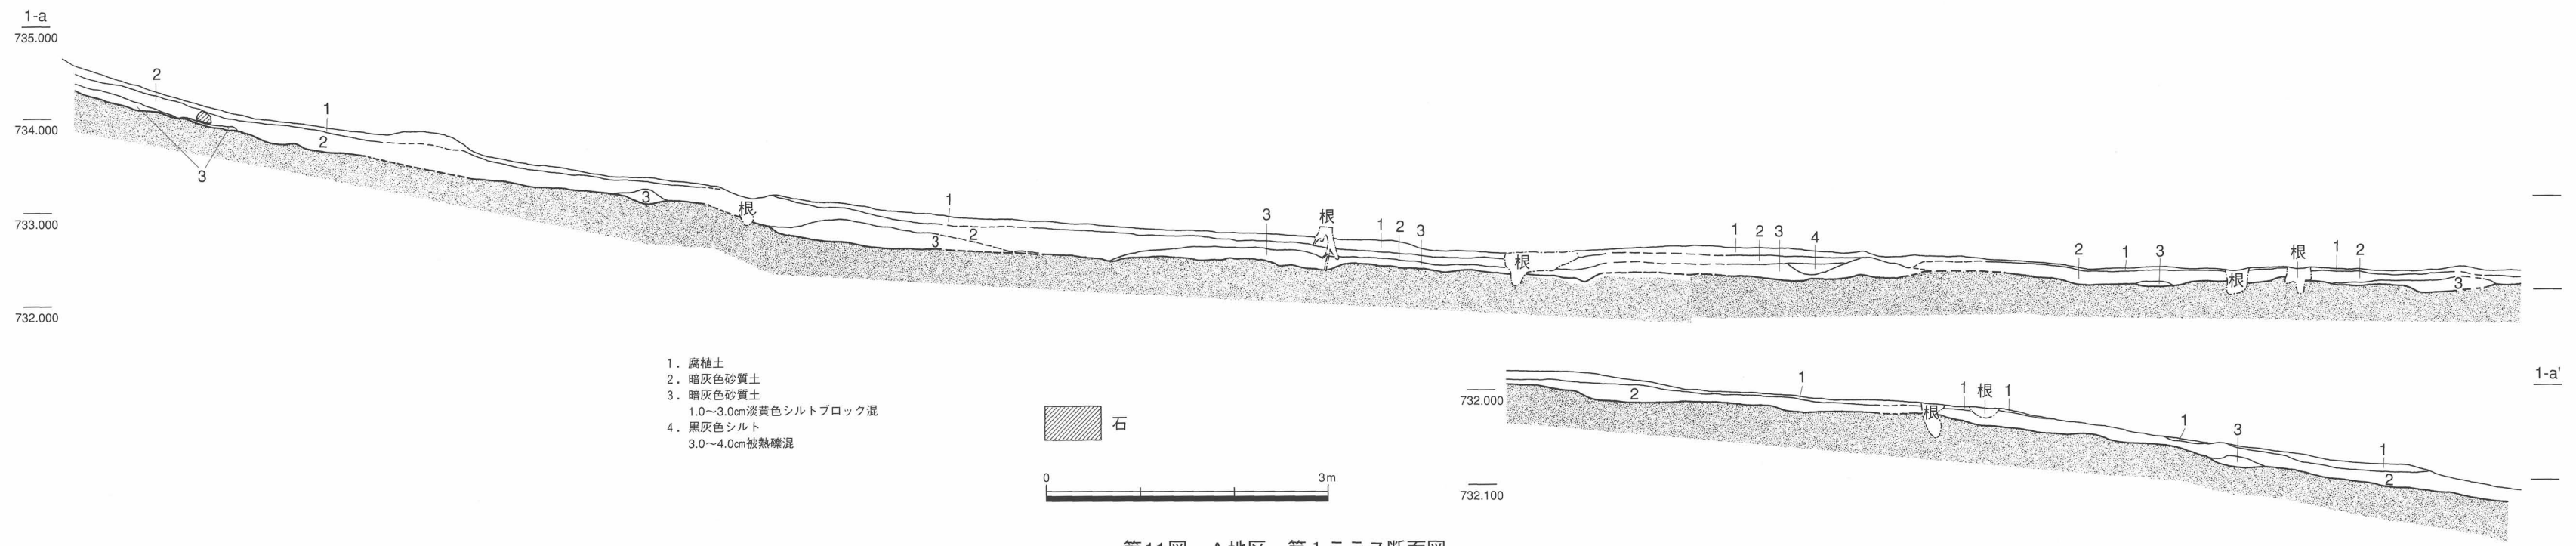 1-a
735.000
734.000
733.000
732.000
2
1
2
3
3
根
1
2
3
3
根
1 2 3
根
1 2 3 4
2 1 3
根
根
1 2
3
1. 腐植土
2. 暗灰色砂質土
3. 暗灰色砂質土
1.0～3.0㎝淡黄色シルトブロック混
4. 黒灰色シルト
3.0～4.0㎝被熱礫混
石
0 3m
1-a'
732.000
732.100
2
1
根
1 根 1
1
3
1
2